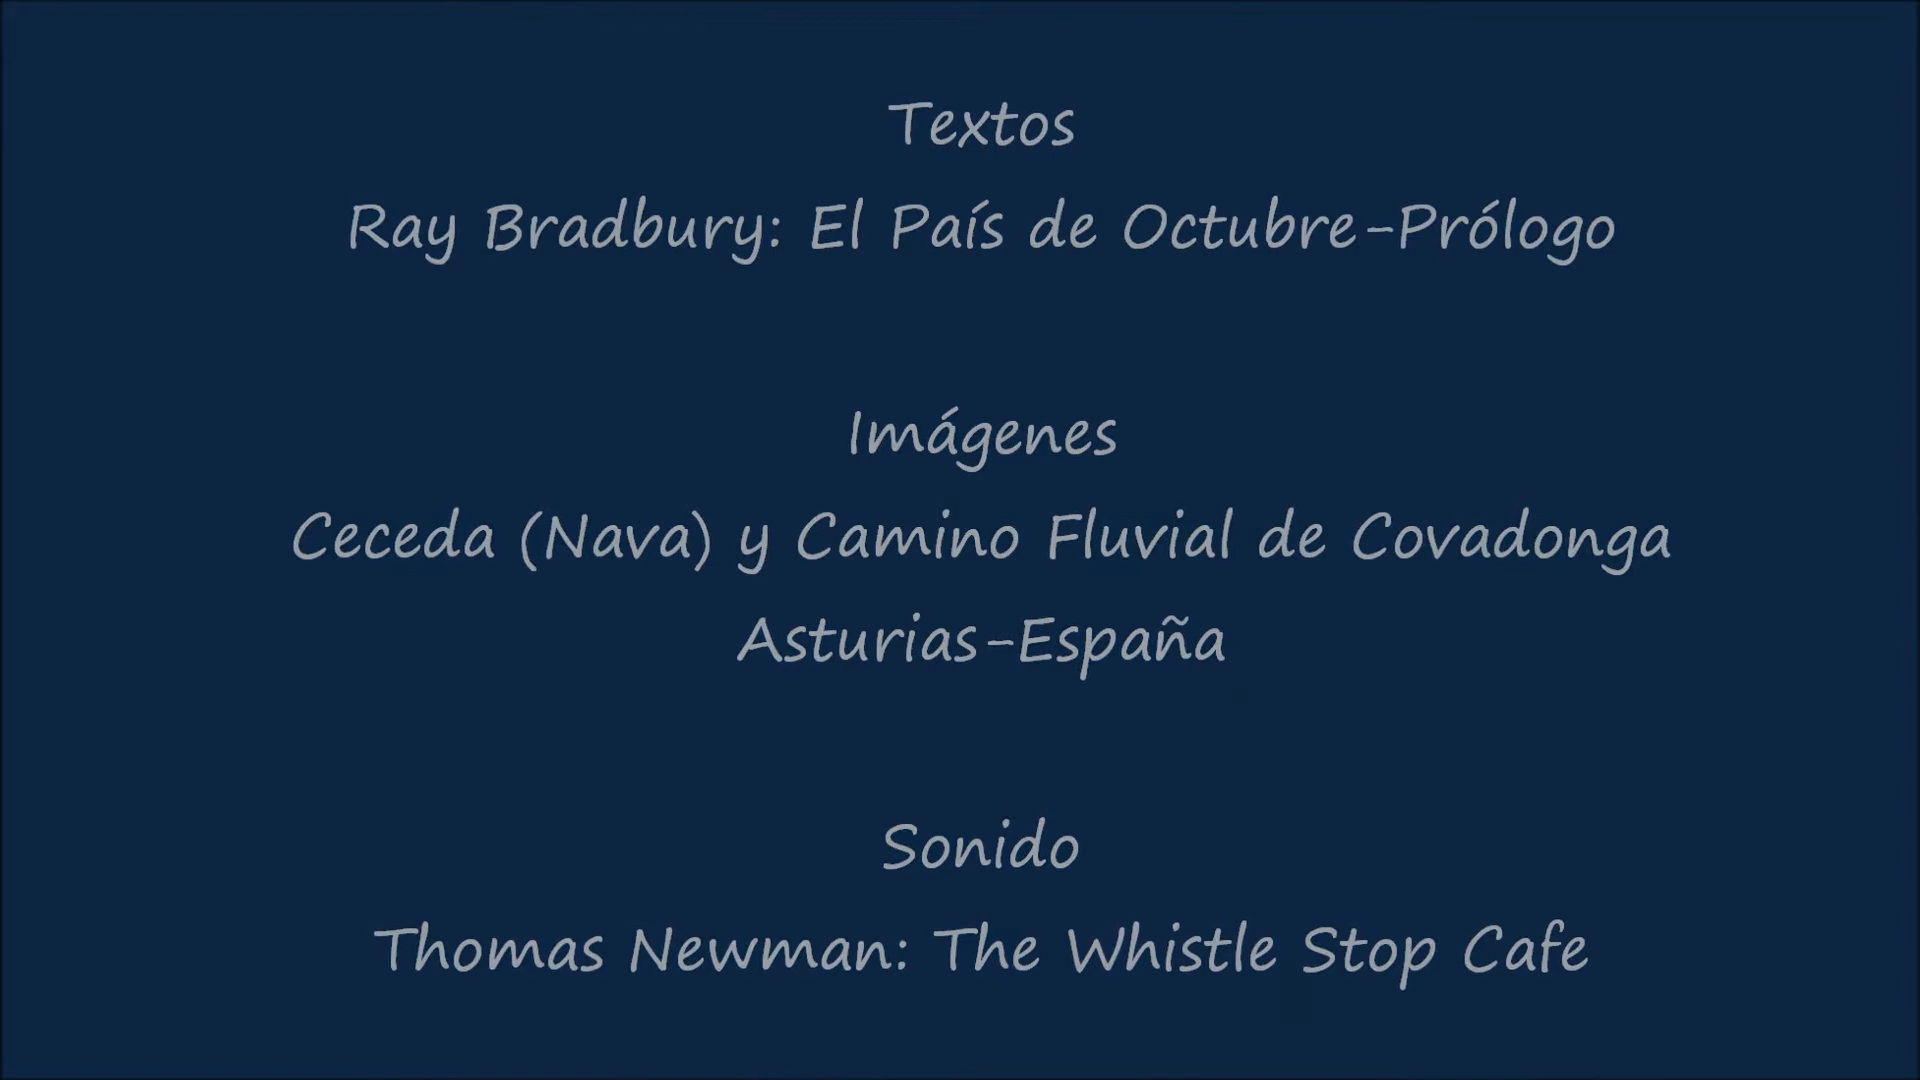 Textos
Ray Bradbury: El País de Octubre-Prólogo
Imágenes
Ceceda (Nava) y Camino Fluvial de Covadonga
Asturias-España
Sonido
Thomas Newman: The Whistle Stop Cafe